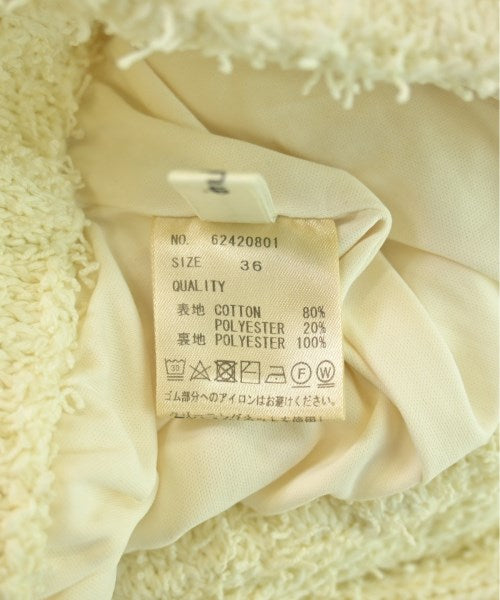 NO. 62420801
SIZE 36
QUALITY
表地 COTTON 80%
POLYESTER 20%
裏地 POLYESTER 100%
30 F W
ゴム部分へのアイロンはお避けください。